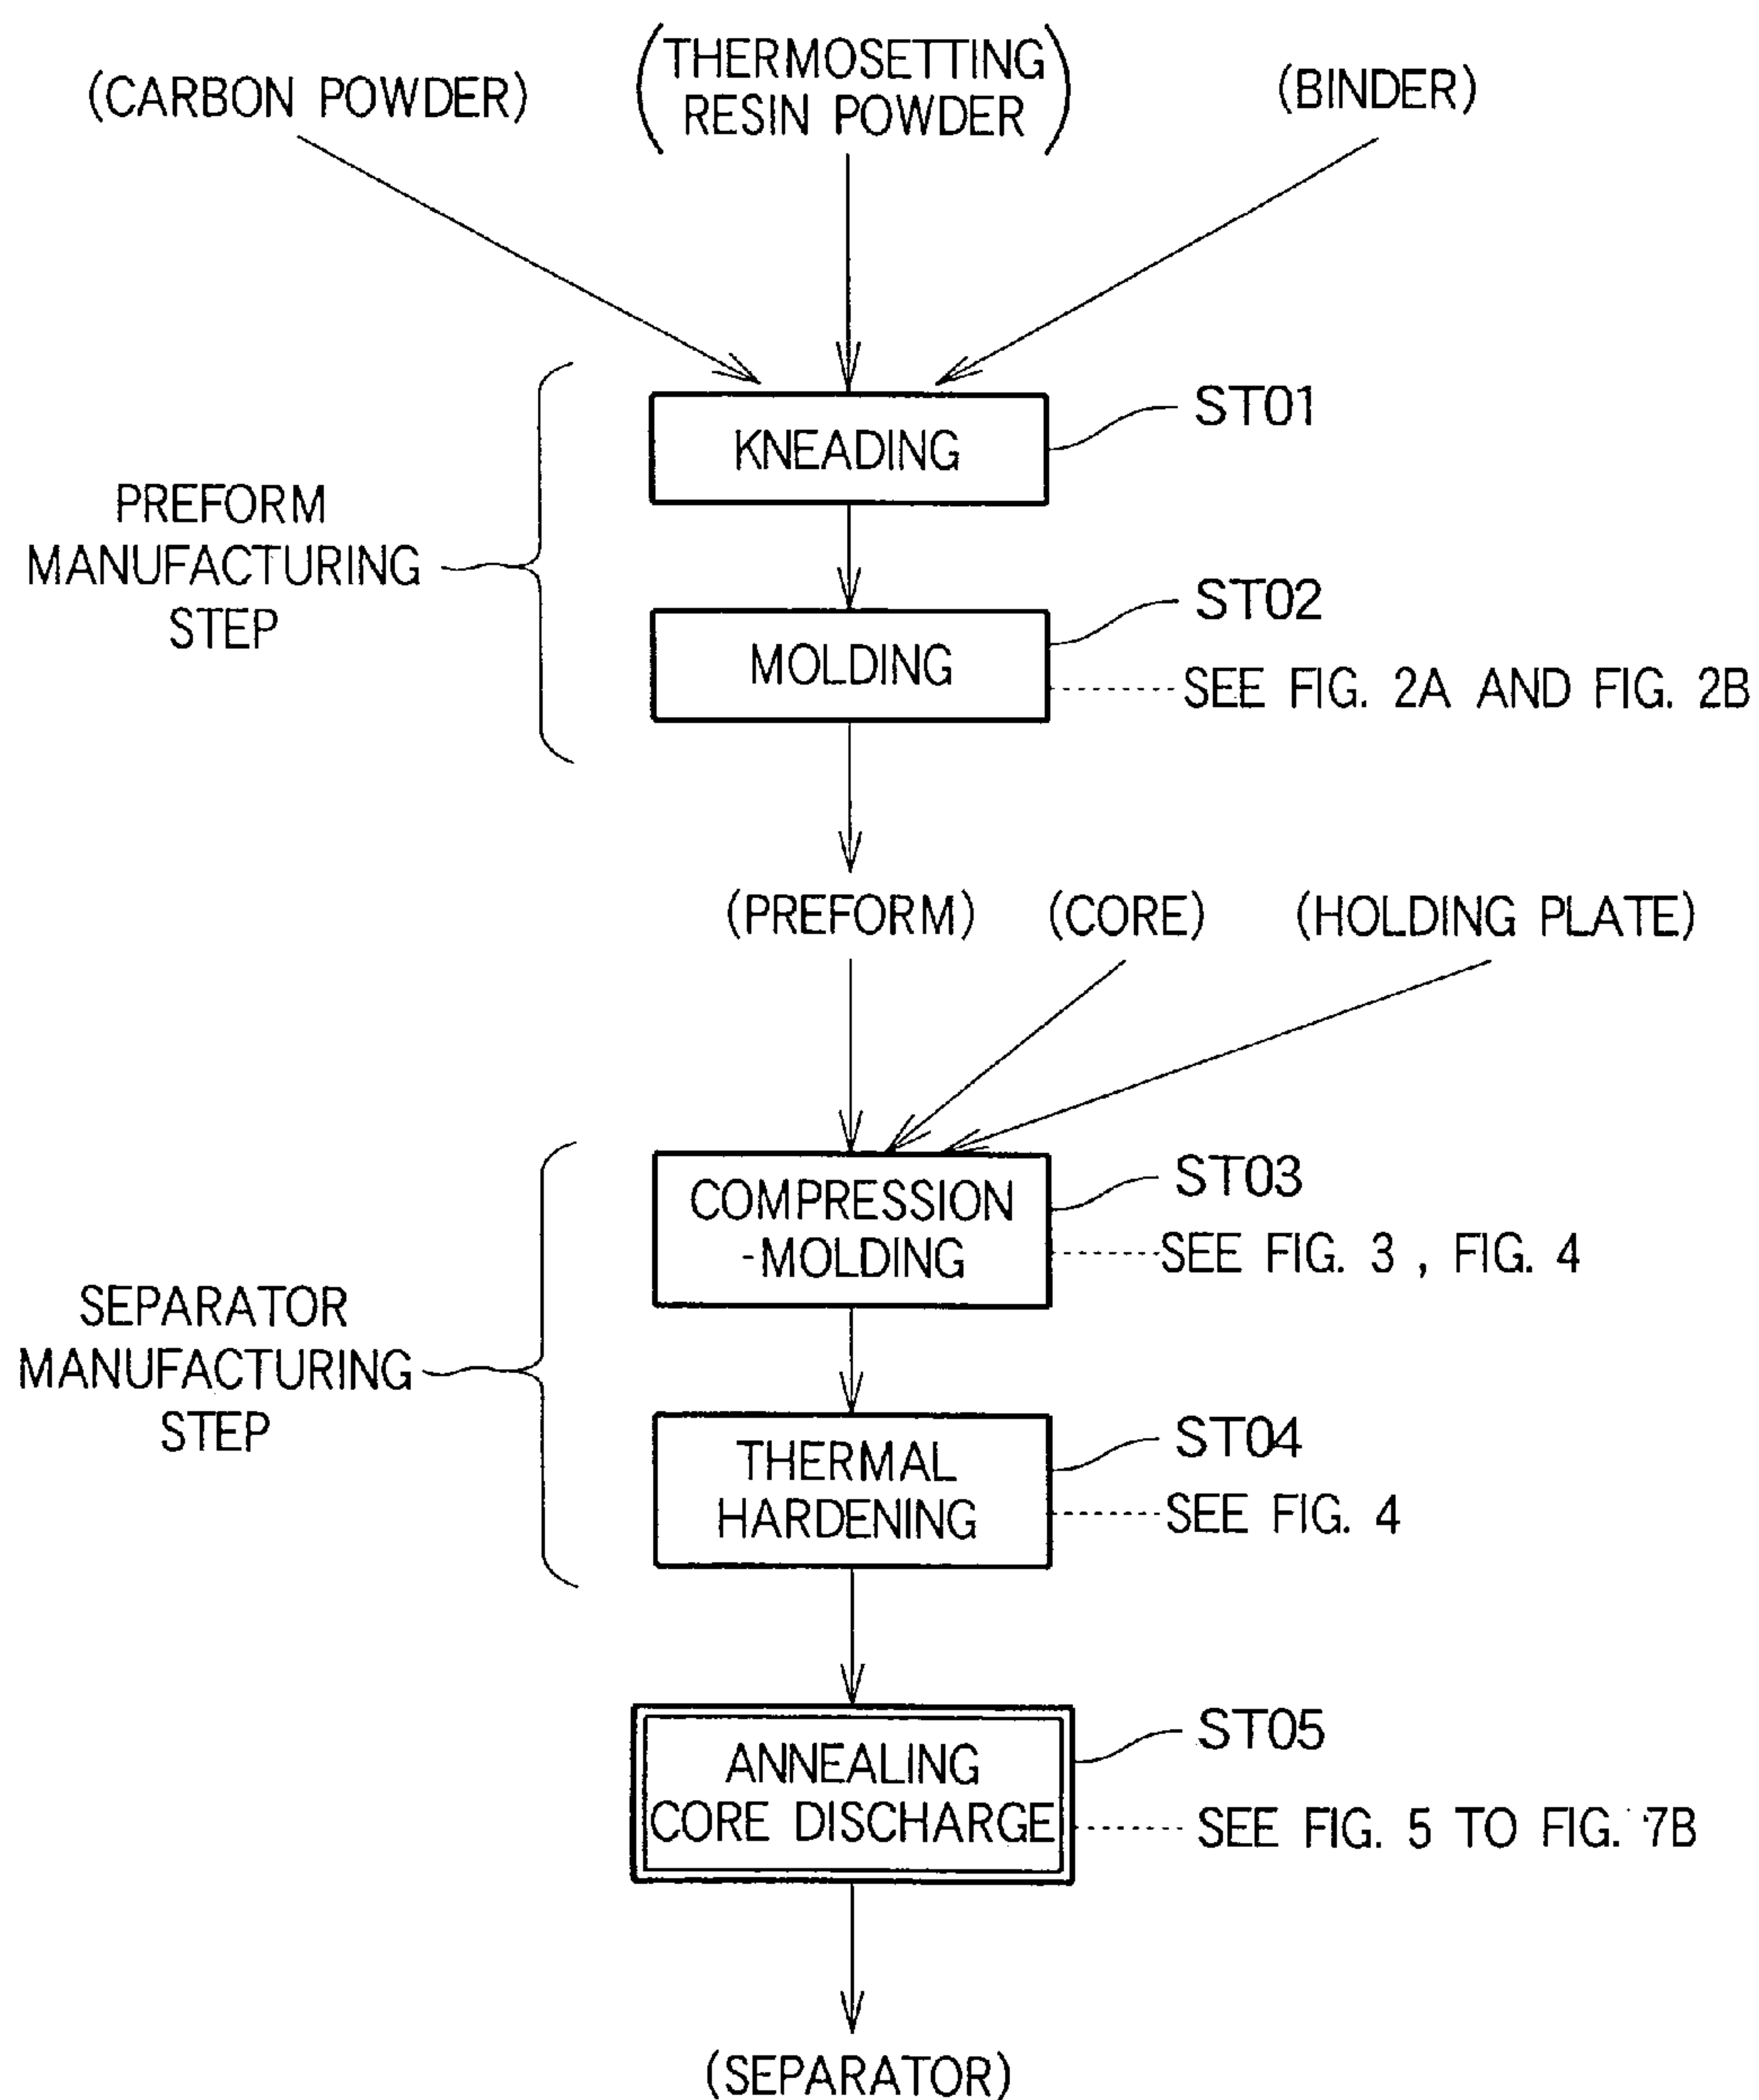 (CARBON POWDER)
(THERMOSETTING
RESIN POWDER)
(BINDER)
KNEADING
ST01
PREFORM
MANUFACTURING
STEP
MOLDING
ST02
SEE FIG. 2A AND FIG. 2B
(PREFORM)
(CORE)
(HOLDING PLATE)
COMPRESSION
-MOLDING
ST03
SEE FIG. 3 , FIG. 4
SEPARATOR
MANUFACTURING
STEP
THERMAL
HARDENING
ST04
SEE FIG. 4
ANNEALING
CORE DISCHARGE
ST05
SEE FIG. 5 TO FIG. 7B
(SEPARATOR)